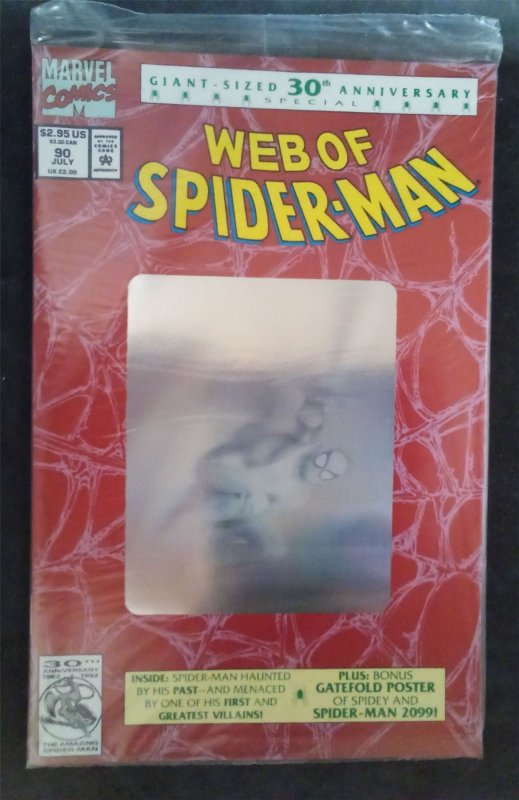 MARVEL
COMICS
M
GIANT-SIZED 30th ANNIVERSARY
SPECIAL
$2.95 US
$3.50 CAN
90
JULY
UK £2.00
APPROVED
BY THE
COMICS
CODE
CA
AUTHORITY
WEB OF
SPIDER-MAN
30TH
ANNIVERSARY
1962 1992
THE AMAZING
SPIDER-MAN
INSIDE: SPIDER-MAN HAUNTED
BY HIS PAST--AND MENACED
BY ONE OF HIS FIRST AND
GREATEST VILLAINS!
PLUS: BONUS
GATEFOLD POSTER
OF SPIDEY AND
SPIDER-MAN 2099!